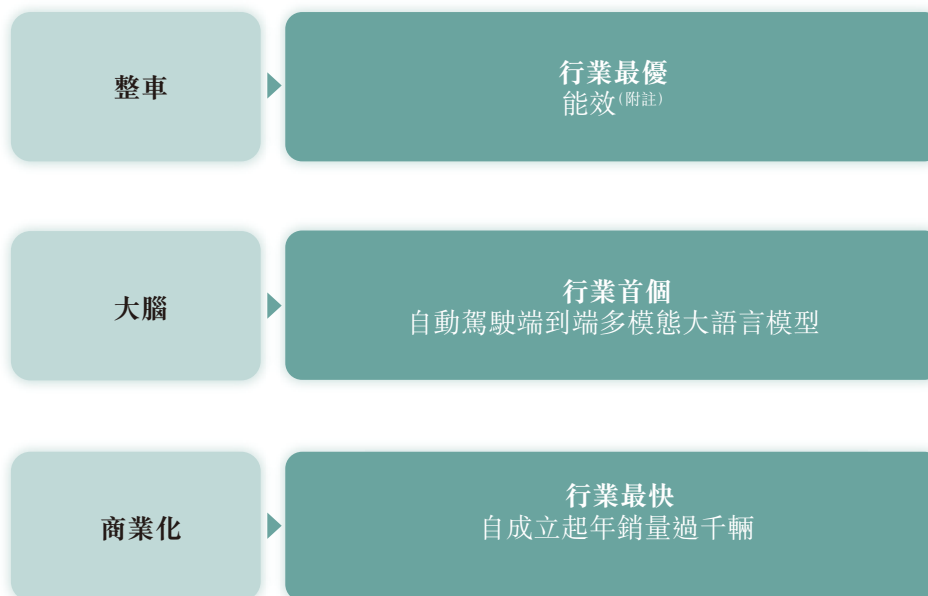 整車
行業最優
能效(附註)
大腦
行業首個
自動駕駛端到端多模態大語言模型
商業化
行業最快
自成立起年銷量過千輛